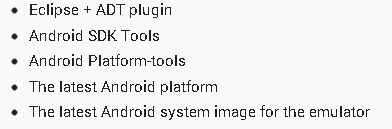 • Eclipse + ADT plugin
• Android SDK Tools
• Android Platform-tools
• The latest Android platform
• The latest Android system image for the emulator